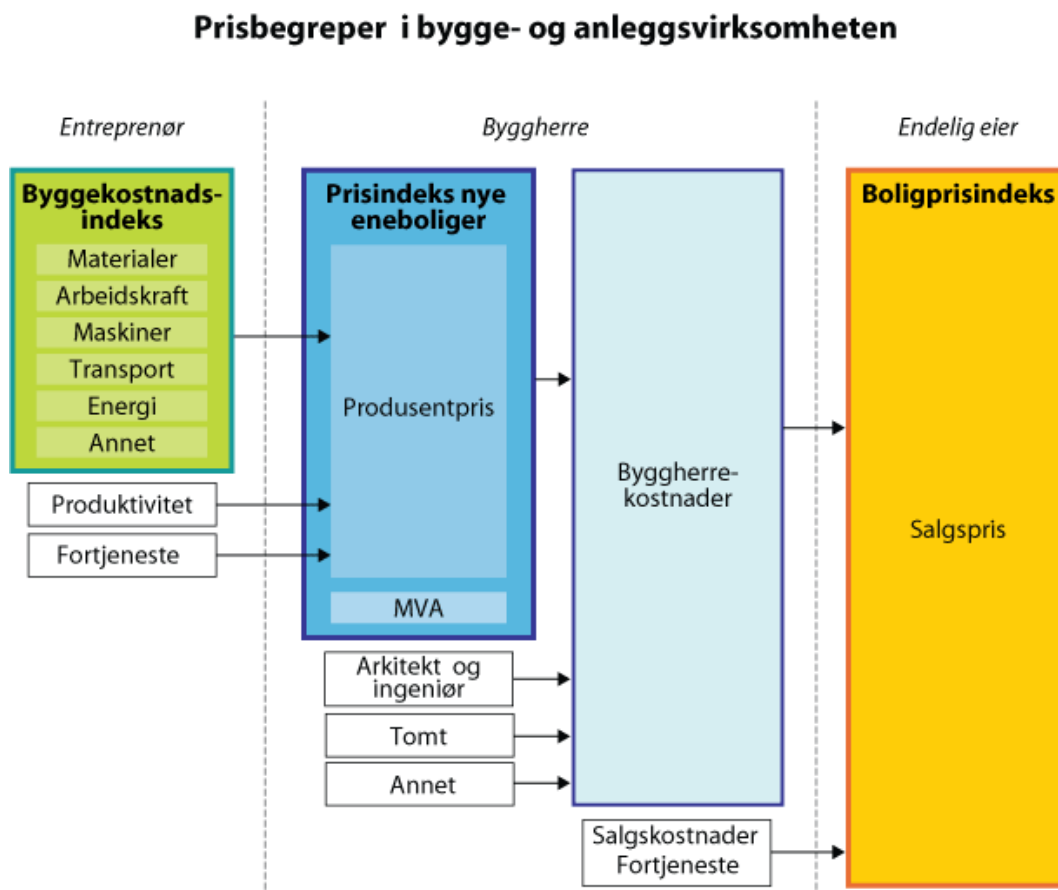 Prisbegreper i bygge- og anleggsvirksomheten
Entreprenør
Byggherre
Endelig eier
Byggekostnads-
indeks
Materialer
Arbeidskraft
Maskiner
Transport
Energi
Annet
Produktivitet
Fortjeneste
Prisindeks nye
eneboliger
Produsentpris
MVA
Arkitekt og
ingeniør
Tomt
Annet
Byggherre-
kostnader
Salgskostnader
Fortjeneste
Boligprisindeks
Salgspris